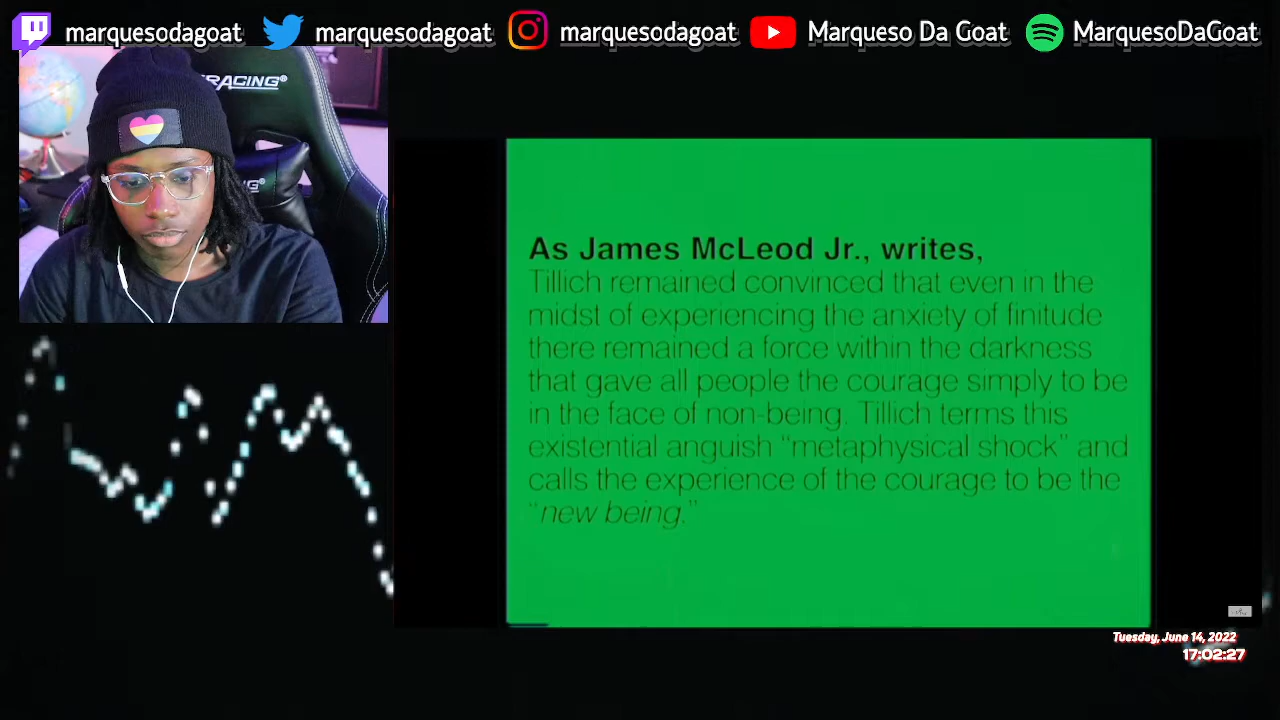 marquesodagoat marquesodagoat marquesodagoat Marqueso Da Goat MarquesoDaGoat
RACING®
As James McLeod Jr., writes,
Tillich remained convinced that even in the
midst of experiencing the anxiety of finitude
there remained a force within the darkness
that gave all people the courage simply to be
in the face of non-being. Tillich terms this
existential anguish “metaphysical shock” and
calls the experience of the courage to be the
“new being.”
Tuesday, June 14, 2022
17:02:27